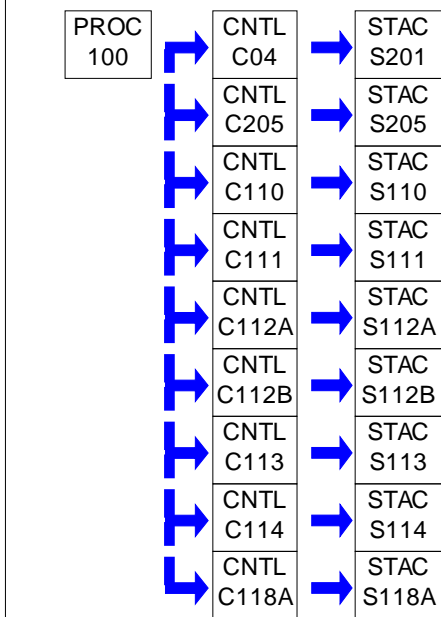 PROC
100
CNTL
C04
STAC
S201
CNTL
C205
STAC
S205
CNTL
C110
STAC
S110
CNTL
C111
STAC
S111
CNTL
C112A
STAC
S112A
CNTL
C112B
STAC
S112B
CNTL
C113
STAC
S113
CNTL
C114
STAC
S114
CNTL
C118A
STAC
S118A